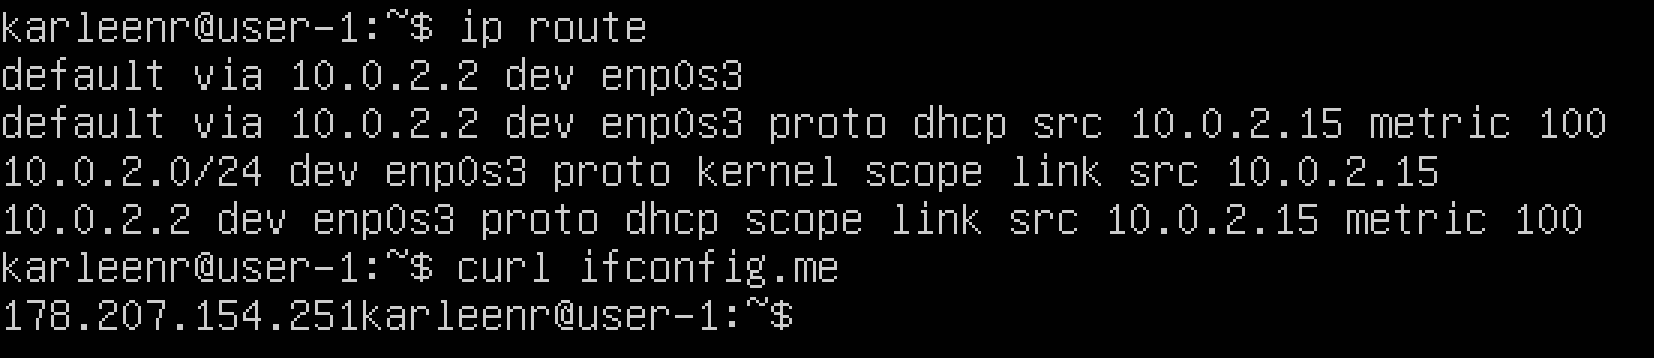 karleenr@user-1:~$ ip route
default via 10.0.2.2 dev enp0s3
default via 10.0.2.2 dev enp0s3 proto dhcp src 10.0.2.15 metric 100
10.0.2.0/24 dev enp0s3 proto kernel scope link src 10.0.2.15
10.0.2.2 dev enp0s3 proto dhcp scope link src 10.0.2.15 metric 100
karleenr@user-1:~$ curl ifconfig.me
178.207.154.251karleenr@user-1:~$